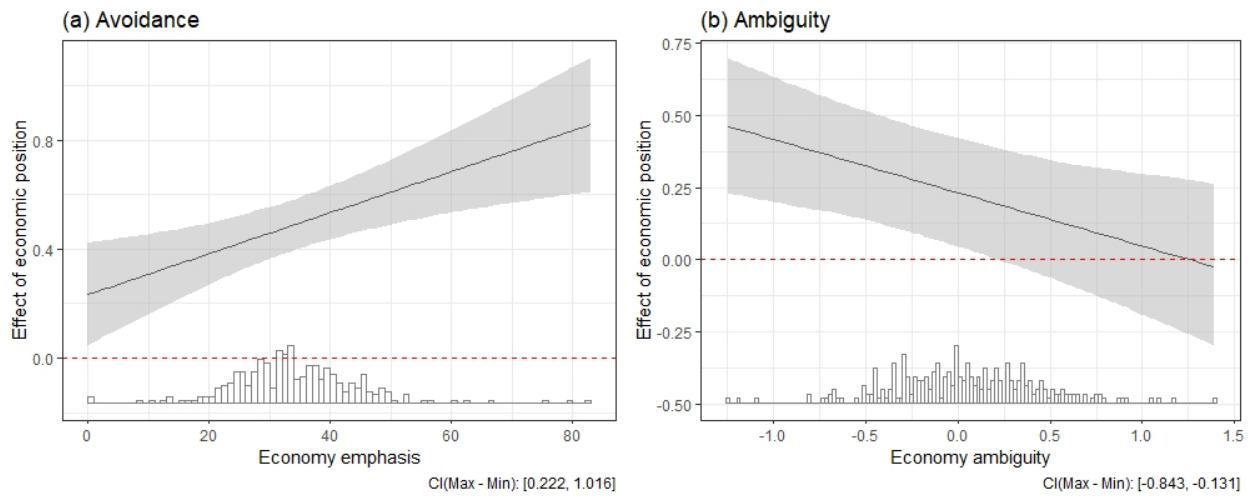 (a) Avoidance
Effect of economic position
0.8
0.4
0.0
0 20 40 60 80
Economy emphasis
CI(Max - Min): [0.222, 1.016]
(b) Ambiguity
Effect of economic position
0.75
0.50
0.25
0.00
-0.25
-0.50
-1.0 -0.5 0.0 0.5 1.0 1.5
Economy ambiguity
CI(Max - Min): [-0.843, -0.131]